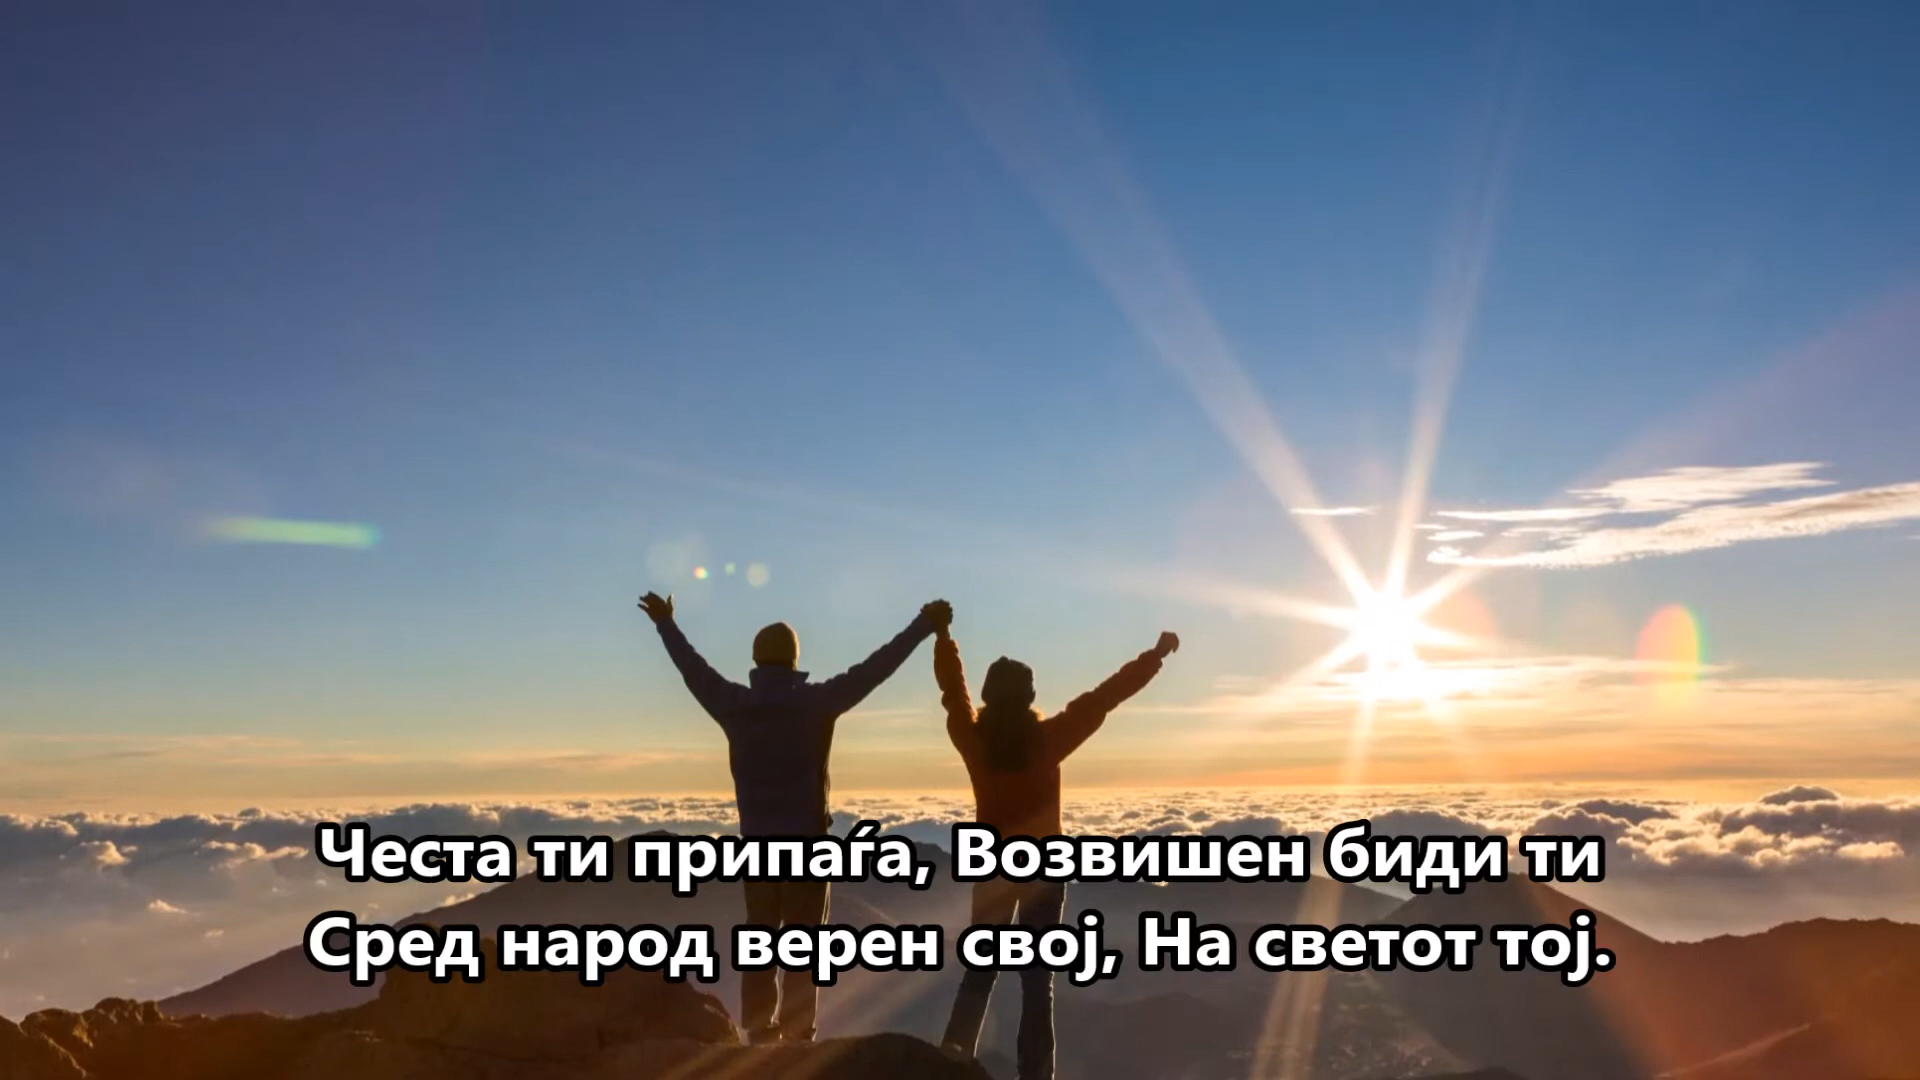 Честа ти припаѓа, Возвишен биди ти
Сред народ верен свој, На светот тој.